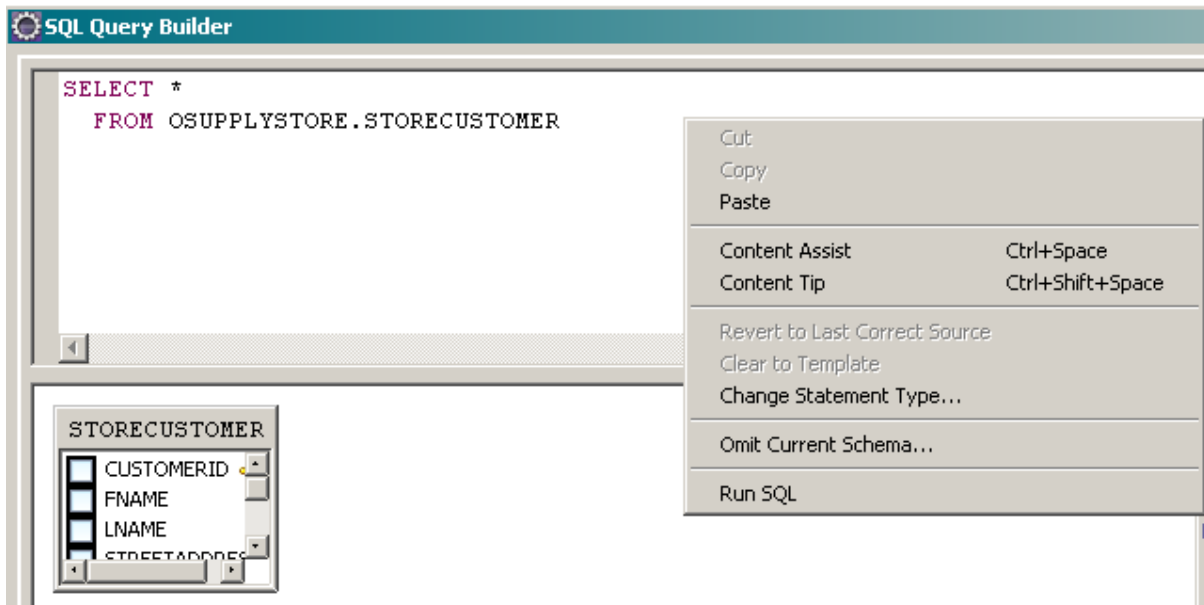 SQL Query Builder
SELECT *
FROM OSUPPLYSTORE.STORECUSTOMER
Cut
Copy
Paste
Content Assist Ctrl+Space
Content Tip Ctrl+Shift+Space
Revert to Last Correct Source
Clear to Template
Change Statement Type...
Omit Current Schema...
Run SQL
STORECUSTOMER
CUSTOMERID
FNAME
LNAME
STREETADDRES